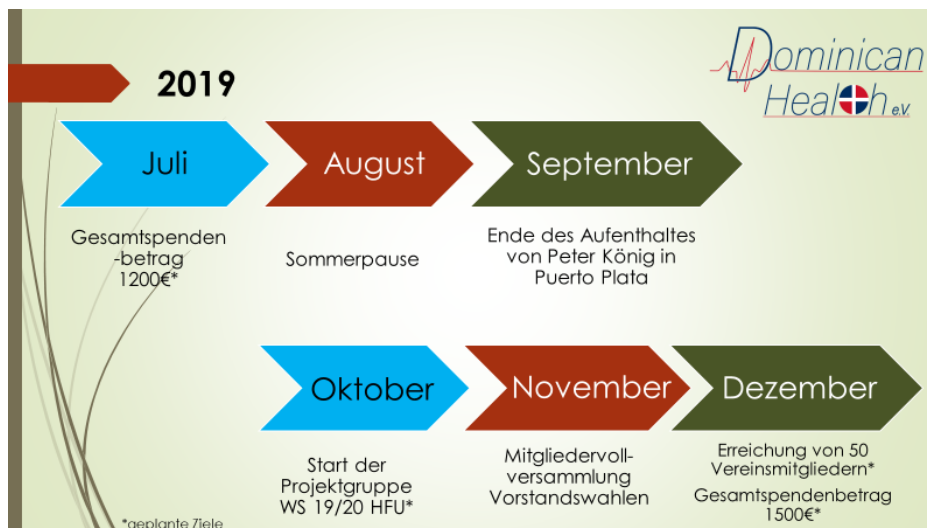 2019
Dominican
Health e.V.
Juli
August
September
Gesamtspenden
-betrag
1200€*
Sommerpause
Ende des Aufenthaltes
von Peter König in
Puerto Plata
Oktober
November
Dezember
Start der
Projektgruppe
WS 19/20 HFU*
Mitgliedervoll-
versammlung
Vorstandswahlen
Erreichung von 50
Vereinsmitgliedern*
Gesamtspendenbetrag
1500€*
*geplante Ziele